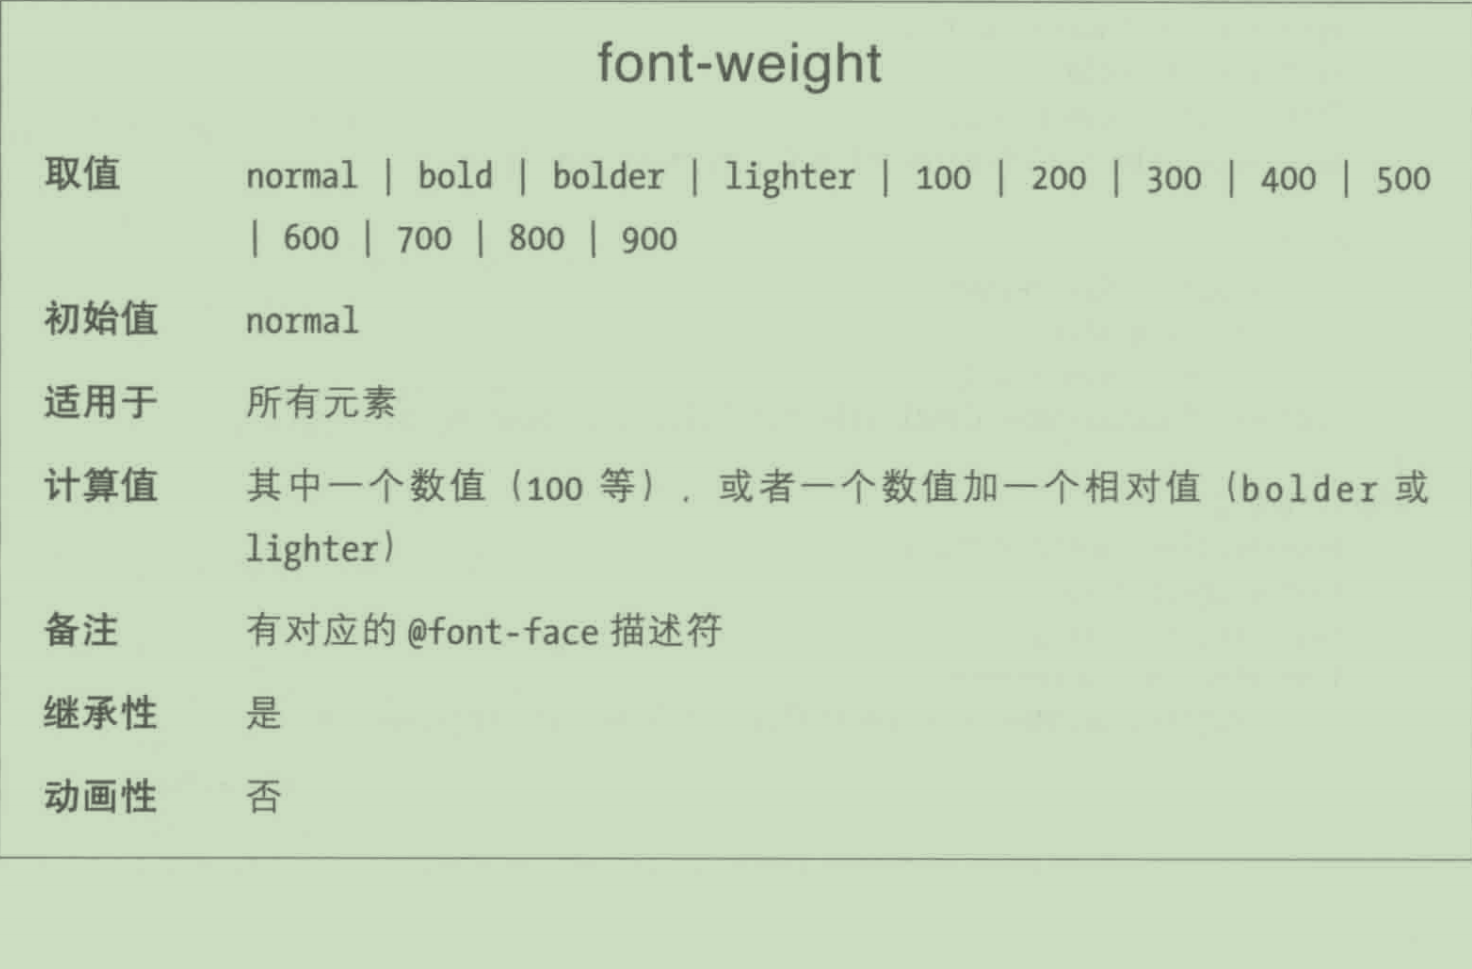 font-weight
取值 normal | bold | bolder | lighter | 100 | 200 | 300 | 400 | 500
| 600 | 700 | 800 | 900
初始值 normal
适用于 所有元素
计算值 其中一个数值（100 等），或者一个数值加一个相对值（bolder 或
lighter）
备注 有对应的 @font-face 描述符
继承性 是
动画性 否